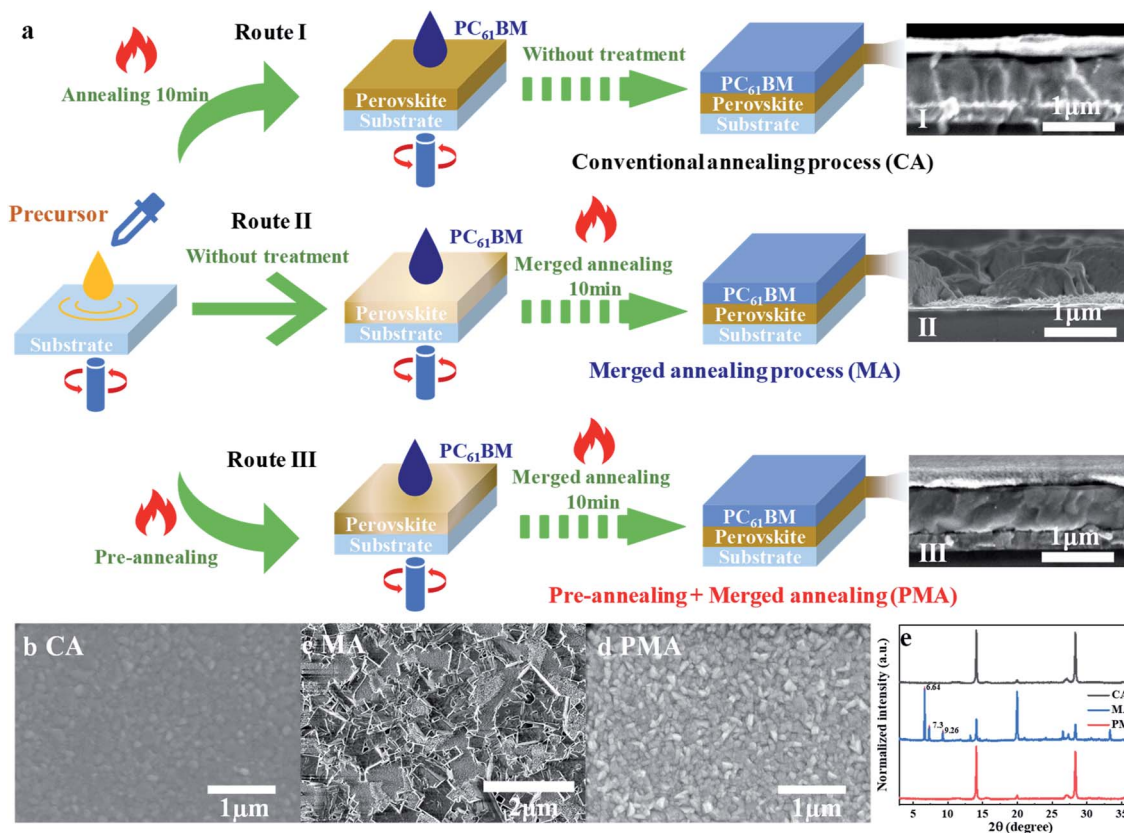 a
Route I
PC₆₁BM
Without treatment
Annealing 10min
Perovskite
Substrate
PC₆₁BM
Perovskite
Substrate
I
1μm
Conventional annealing process (CA)
Precursor
Route II
Without treatment
PC₆₁BM
Merged annealing
10min
Substrate
Perovskite
Substrate
PC₆₁BM
Perovskite
Substrate
II
1μm
Merged annealing process (MA)
Route III
PC₆₁BM
Merged annealing
10min
Pre-annealing
Perovskite
Substrate
PC₆₁BM
Perovskite
Substrate
III
1μm
Pre-annealing + Merged annealing (PMA)
b CA
1μm
c MA
2μm
d PMA
1μm
e
Normalized intensity (a.u.)
CA
MA
PM
6.64
7.3
9.26
5 10 15 20 25 30 35
2θ (degree)